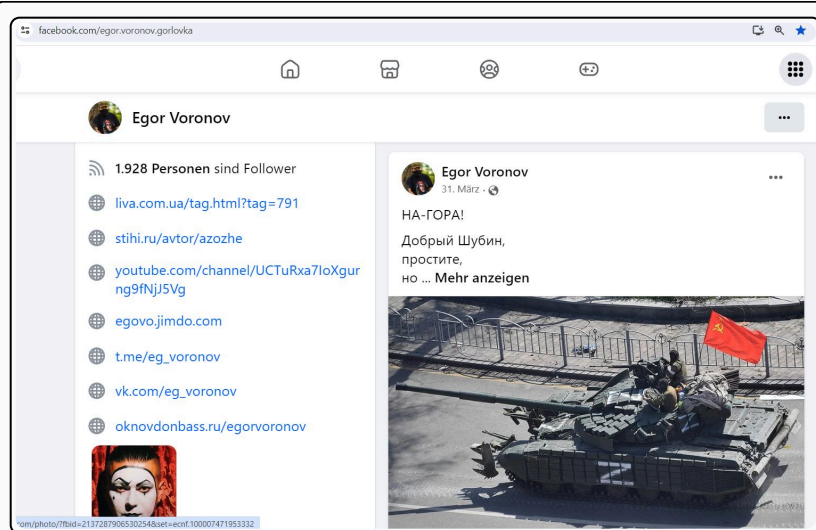 facebook.com/egor.voronov.gorlovka
Egor Voronov
1.928 Personen sind Follower
liva.com.ua/tag.html?tag=791
stihi.ru/avtor/azozhe
youtube.com/channel/UCTuRxa7IoXgur
ng9fNjJ5Vg
egovo.jimdo.com
t.me/eg_voronov
vk.com/eg_voronov
oknovdonbass.ru/egorvoronov
com/photo/?fbid=2137287906530254&set=ecnf.100007471953332
Egor Voronov
31. März ·
НА-ГОРА!
Добрый Шубин,
простите,
но ... Mehr anzeigen
Z